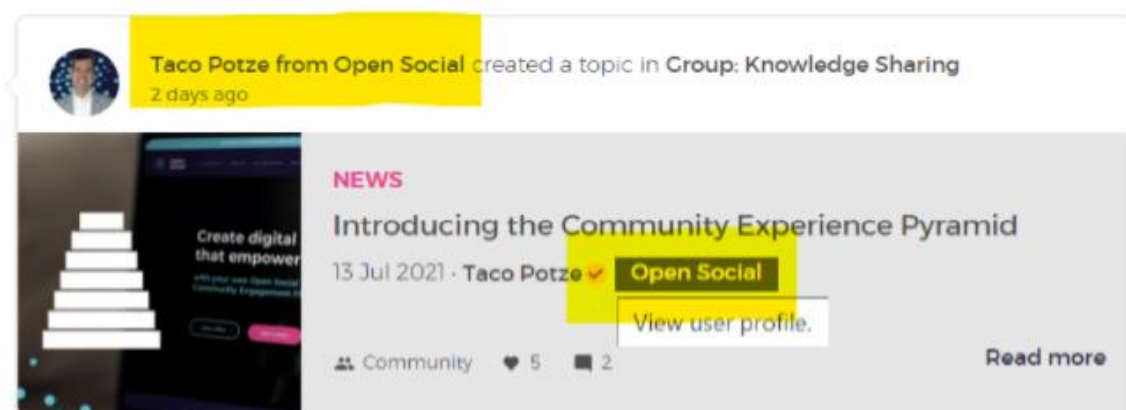 Taco Potze from Open Social created a topic in Group: Knowledge Sharing
2 days ago
Create digital
that empower
NEWS
Introducing the Community Experience Pyramid
13 Jul 2021 · Taco Potze Open Social
View user profile.
Community 5 2
Read more